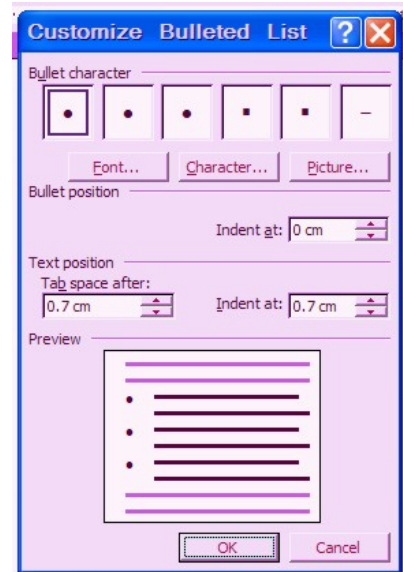 Customize Bulleted List
Bullet character
Font... Character... Picture...
Bullet position
Indent at: 0 cm
Text position
Tab space after:
0.7 cm Indent at: 0.7 cm
Preview
OK Cancel